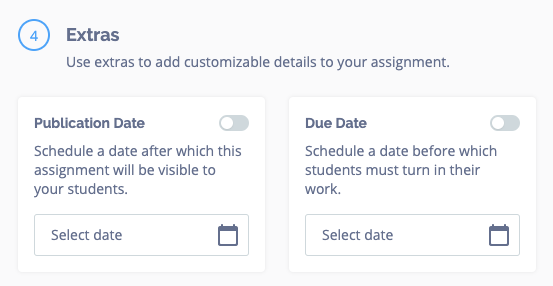 4
Extras
Use extras to add customizable details to your assignment.
Publication Date
Schedule a date after which this
assignment will be visible to
your students.
Select date
Due Date
Schedule a date before which
students must turn in their
work.
Select date